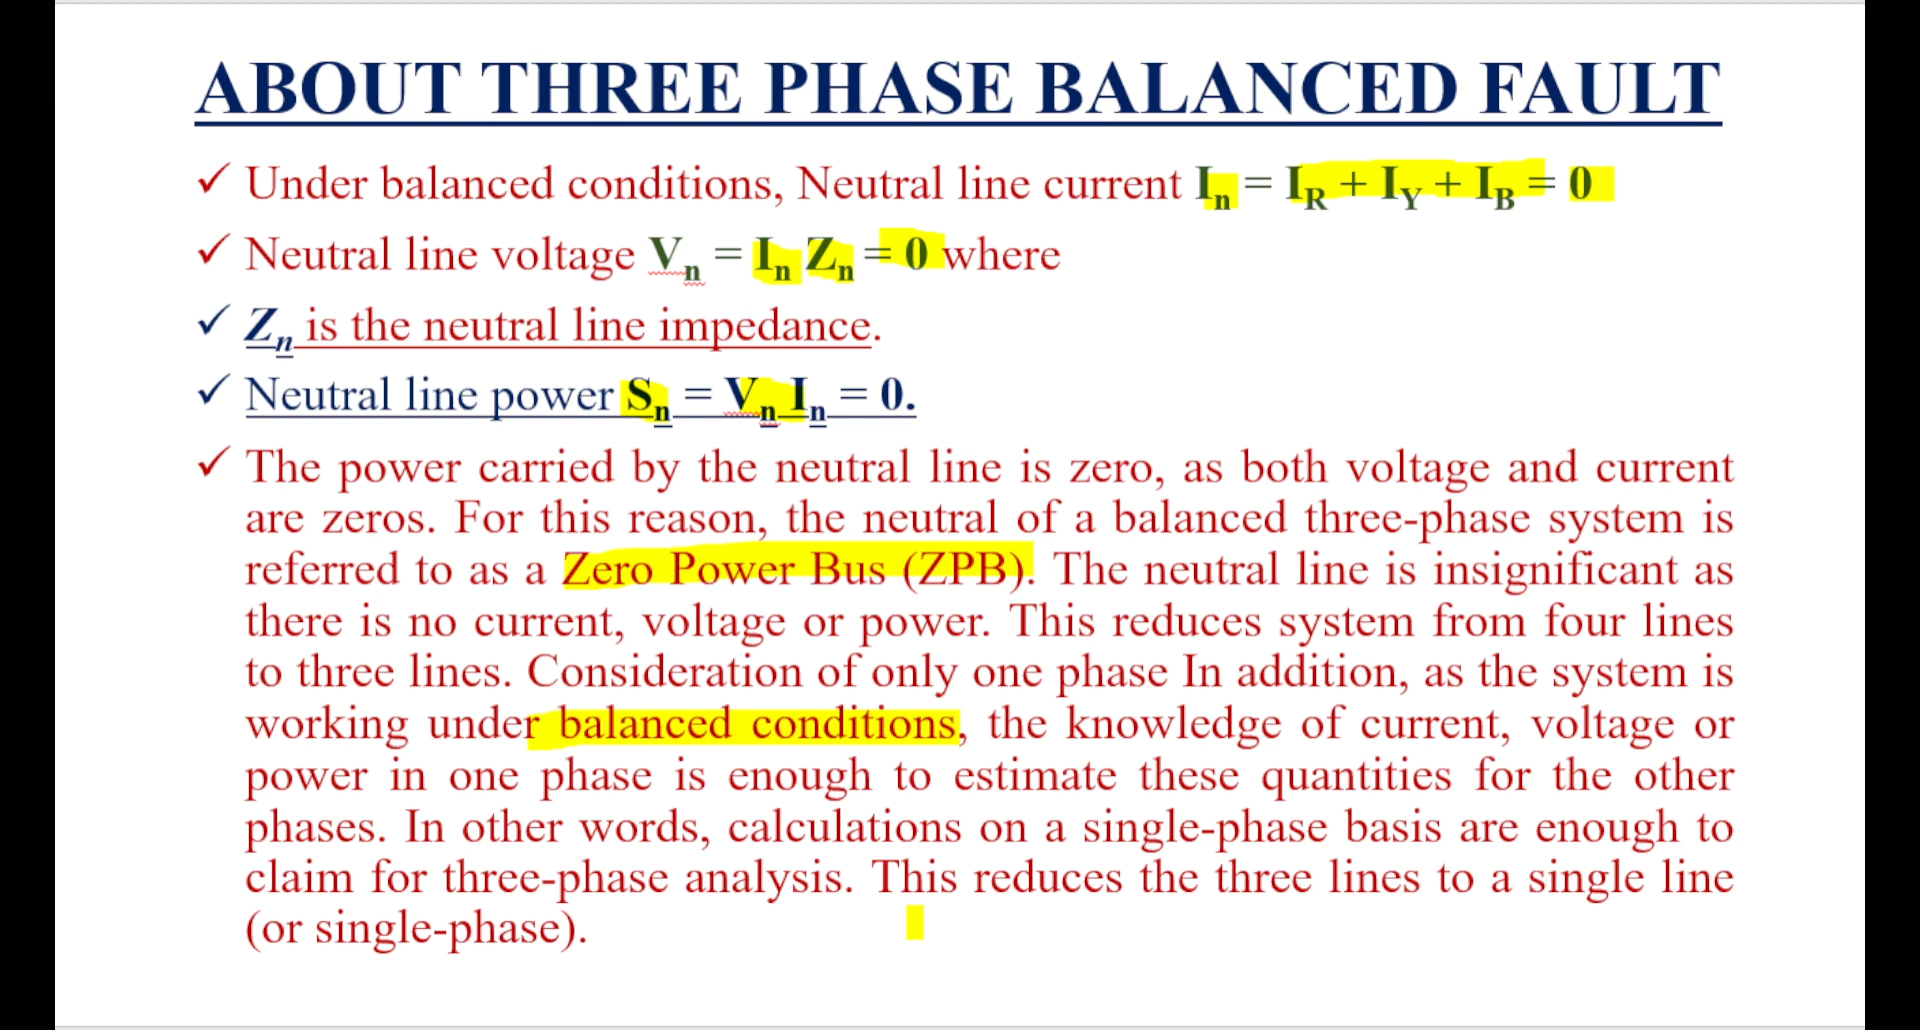 ABOUT THREE PHASE BALANCED FAULT
✓ Under balanced conditions, Neutral line current Iₙ = I_R + I_Y + I_B = 0
✓ Neutral line voltage Vₙ = Iₙ Zₙ = 0 where
✓ Zₙ is the neutral line impedance.
✓ Neutral line power Sₙ = Vₙ Iₙ = 0.
✓ The power carried by the neutral line is zero, as both voltage and current
are zeros. For this reason, the neutral of a balanced three-phase system is
referred to as a Zero Power Bus (ZPB). The neutral line is insignificant as
there is no current, voltage or power. This reduces system from four lines
to three lines. Consideration of only one phase In addition, as the system is
working under balanced conditions, the knowledge of current, voltage or
power in one phase is enough to estimate these quantities for the other
phases. In other words, calculations on a single-phase basis are enough to
claim for three-phase analysis. This reduces the three lines to a single line
(or single-phase).